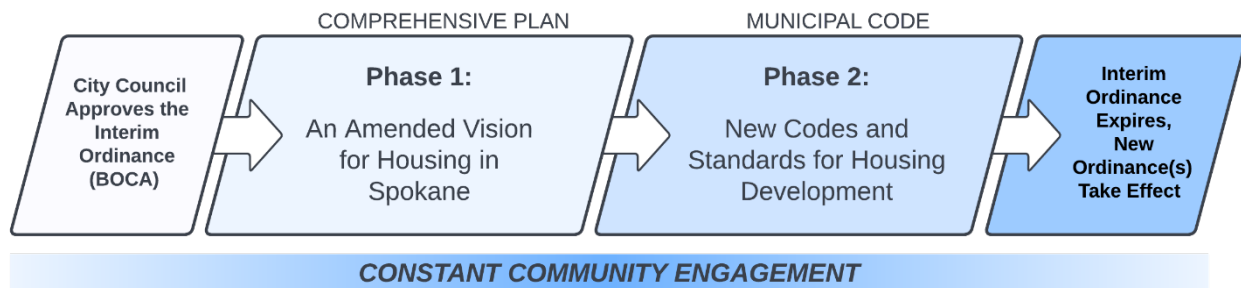 COMPREHENSIVE PLAN
MUNICIPAL CODE
City Council
Approves the
Interim
Ordinance
(BOCA)
Phase 1:
An Amended Vision
for Housing in
Spokane
Phase 2:
New Codes and
Standards for Housing
Development
Interim
Ordinance
Expires,
New
Ordinance(s)
Take Effect
CONSTANT COMMUNITY ENGAGEMENT